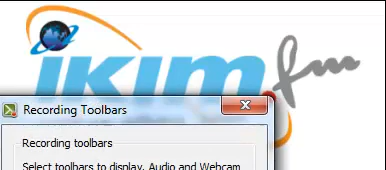 iKiM.fm
Recording Toolbars
Recording toolbars
Select toolbars to display. Audio and Webcam